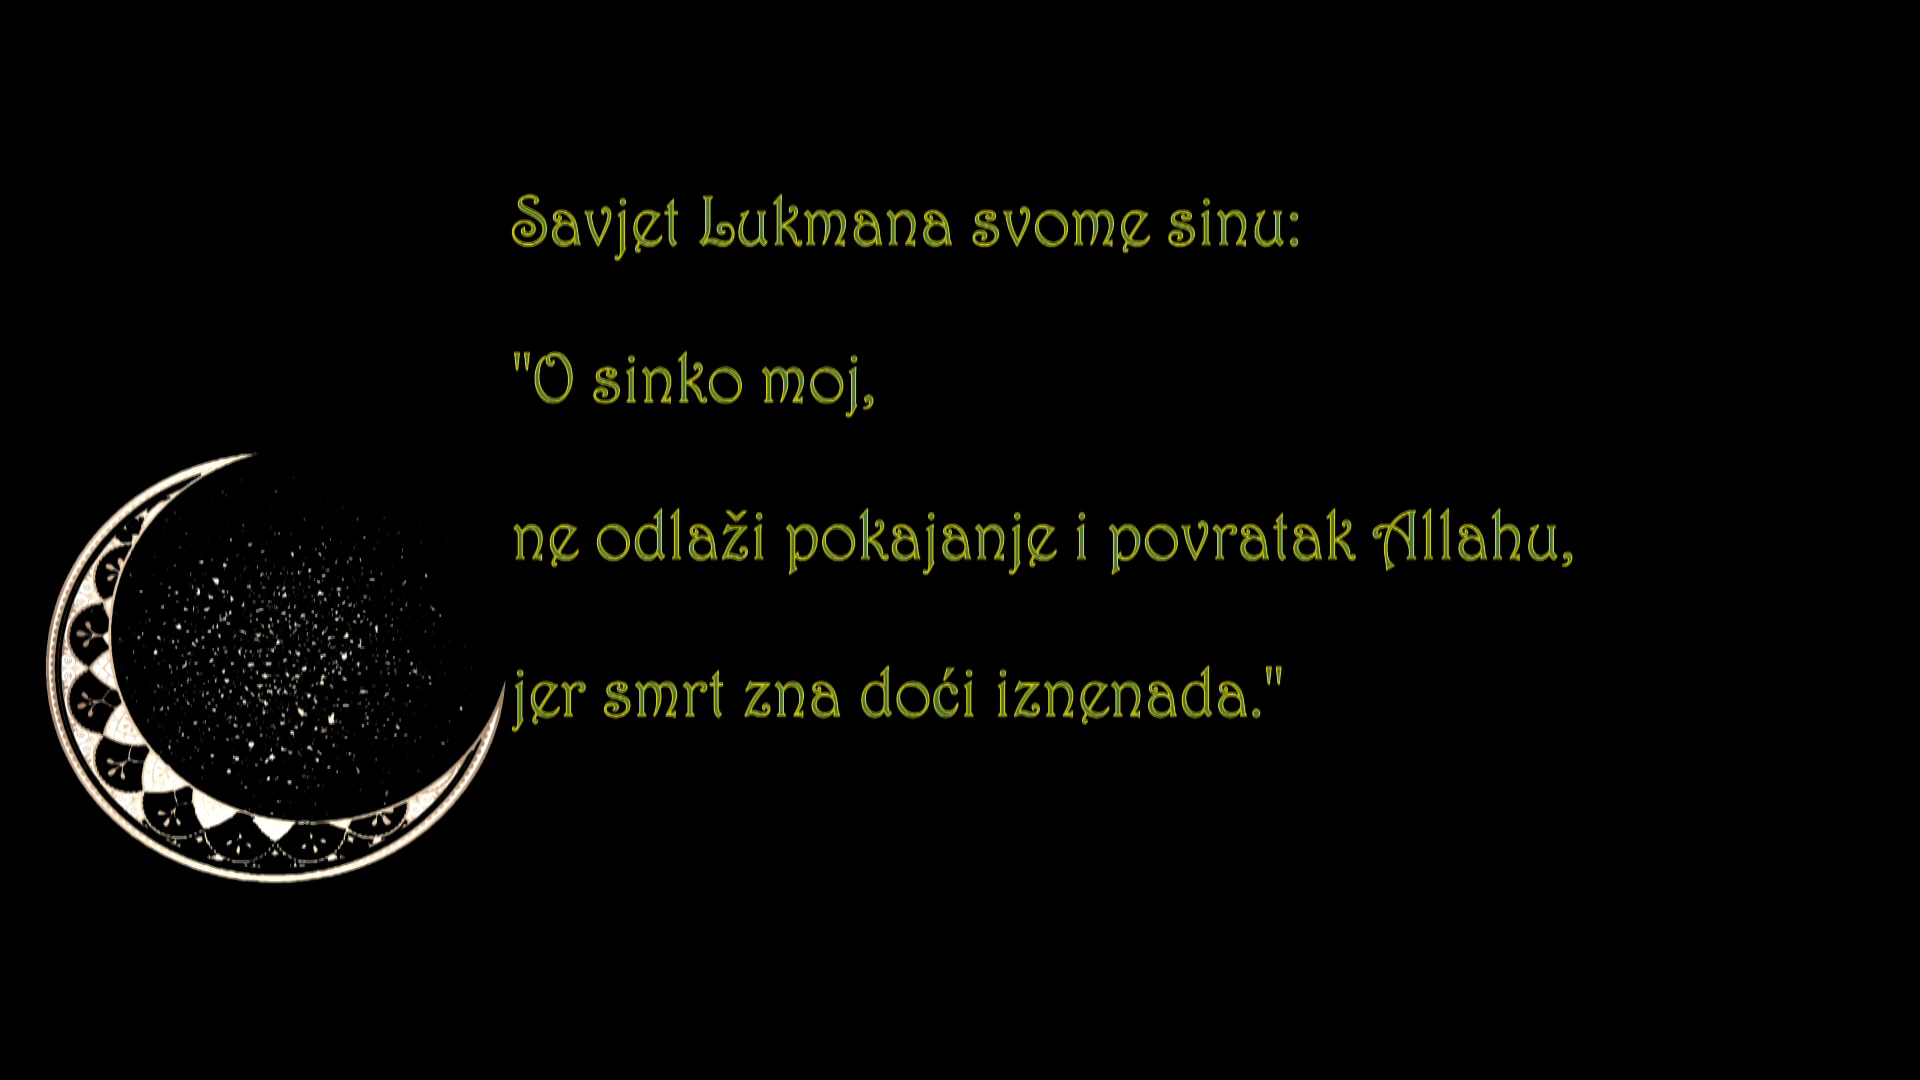 Savjet Lukmana svome sinu:
"O sinko moj,
ne odlaži pokajanje i povratak Allahu,
jer smrt zna doći iznenada."